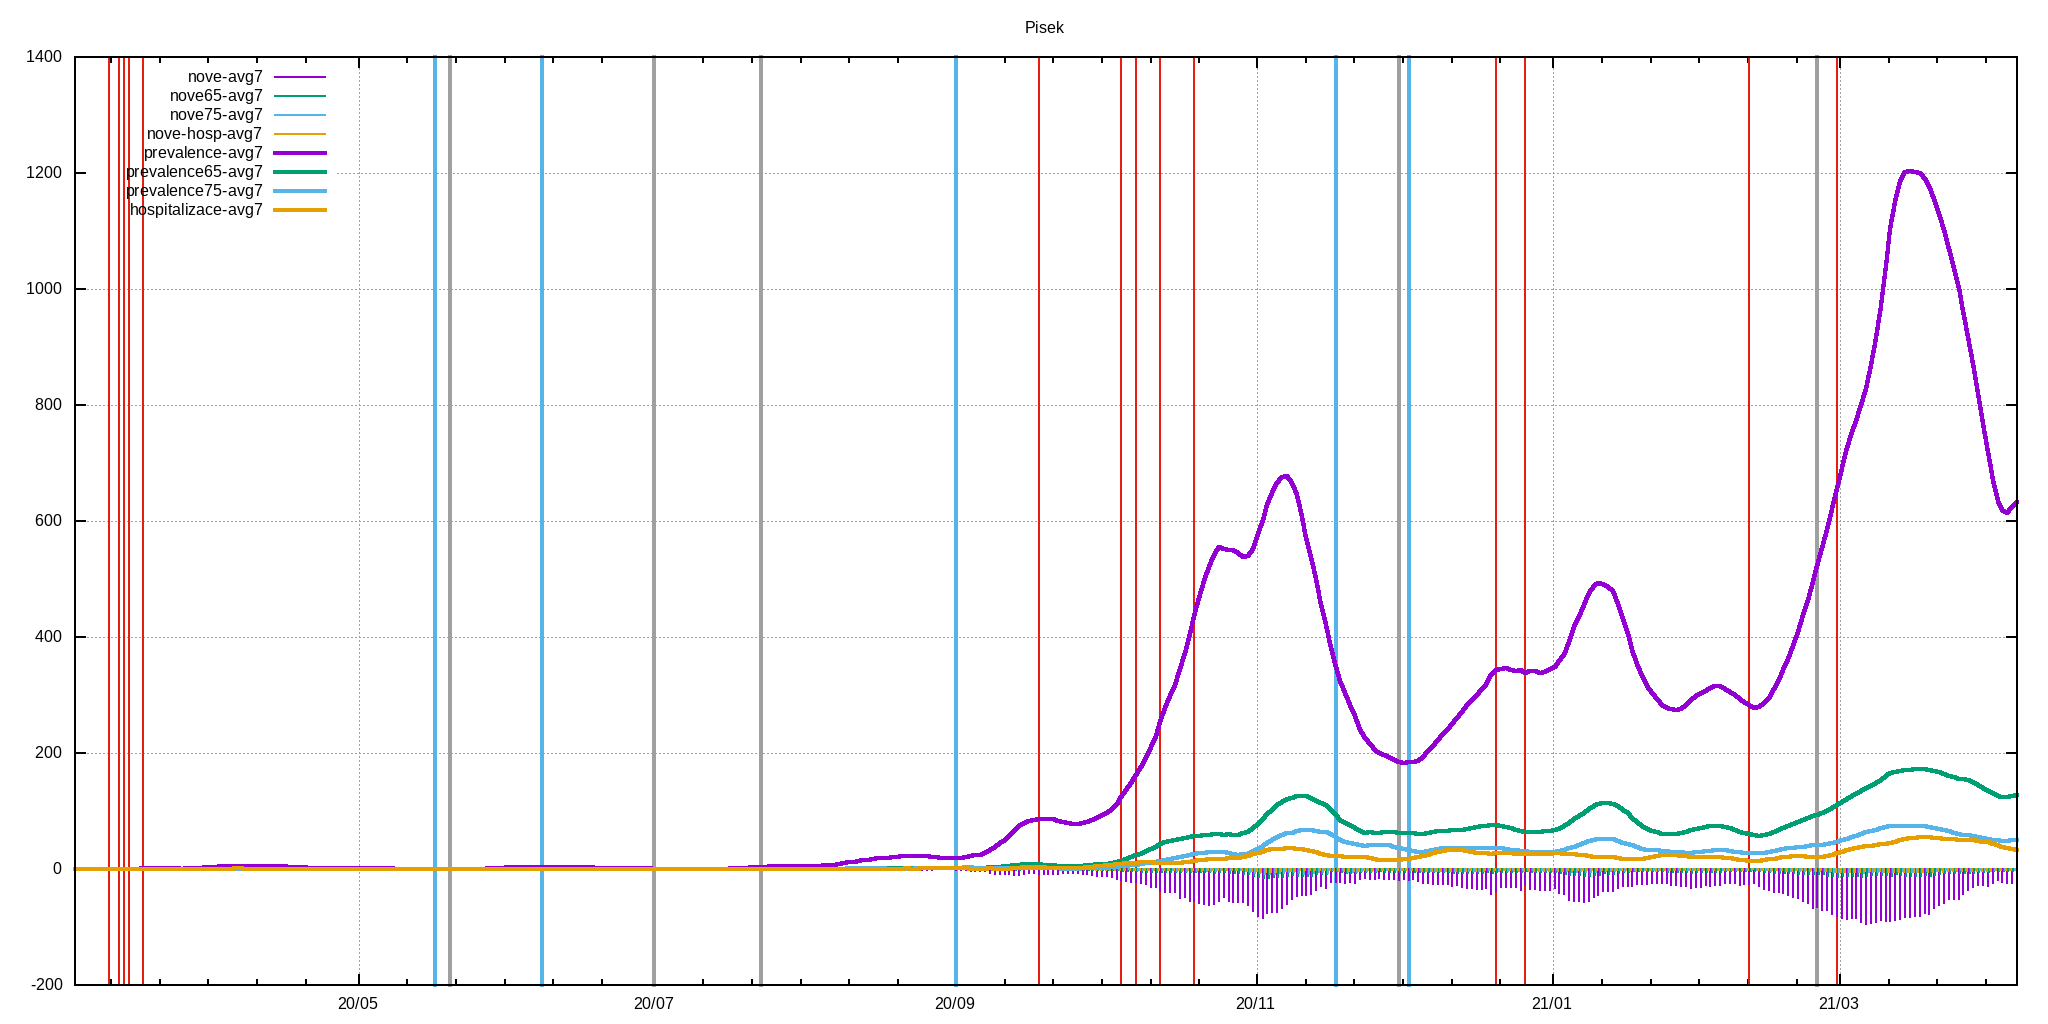 Pisek
1400
1200
1000
800
600
400
200
0
-200
nove-avg7
nove65-avg7
nove75-avg7
nove-hosp-avg7
prevalence-avg7
prevalence65-avg7
prevalence75-avg7
hospitalizace-avg7
20/05 20/07 20/09 20/11 21/01 21/03